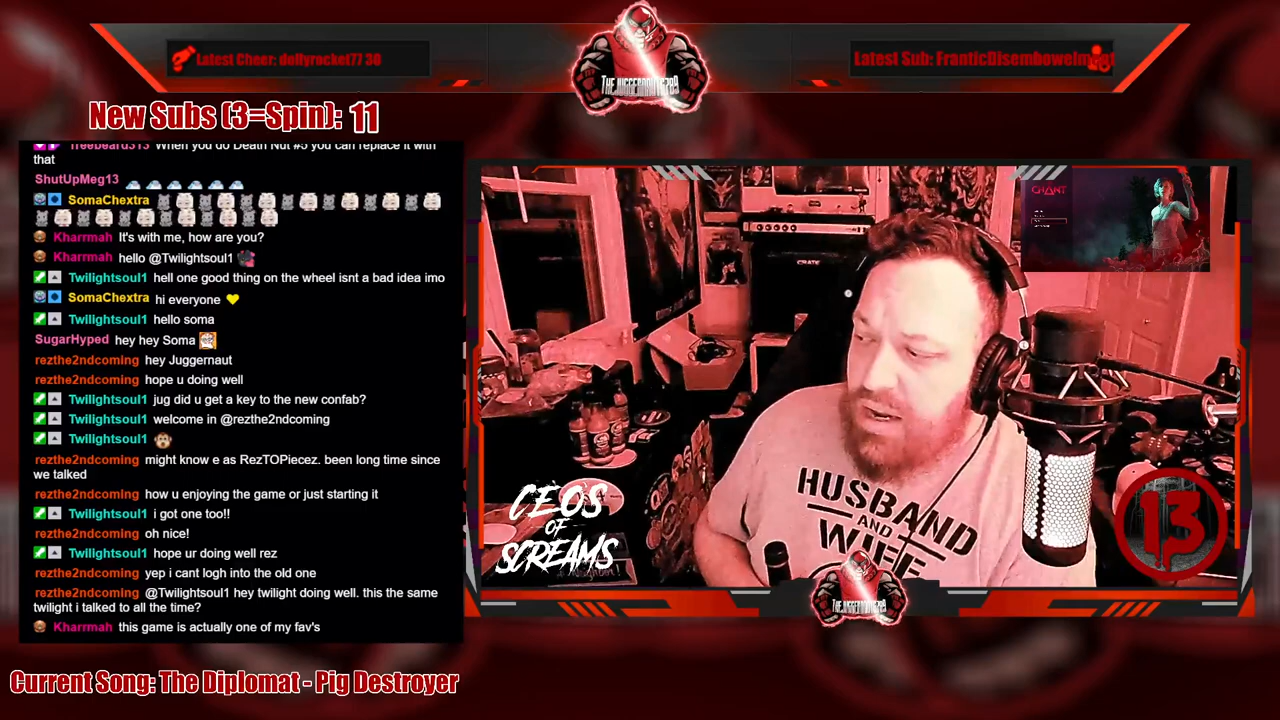 Latest Cheer: dollyrocket77 30
THEJUGGERNAUT6789
Latest Sub: FranticDisembowelment
New Subs (3=Spin): 11
Treebeard313 When you do Death Nut #5 you can replace it with
that
ShutUpMeg13
SomaChextra
Kharrmah It's with me, how are you?
Kharrmah hello @Twilightsoul1
Twilightsoul1 hell one good thing on the wheel isnt a bad idea imo
SomaChextra hi everyone
Twilightsoul1 hello soma
SugarHyped hey hey Soma
rezthe2ndcoming hey Juggernaut
rezthe2ndcoming hope u doing well
Twilightsoul1 jug did u get a key to the new confab?
Twilightsoul1 welcome in @rezthe2ndcoming
Twilightsoul1
rezthe2ndcoming might know e as RezTOPiecez. been long time since
we talked
rezthe2ndcoming how u enjoying the game or just starting it
Twilightsoul1 i got one too!!
rezthe2ndcoming oh nice!
Twilightsoul1 hope ur doing well rez
rezthe2ndcoming yep i cant logh into the old one
rezthe2ndcoming @Twilightsoul1 hey twilight doing well. this the same
twilight i talked to all the time?
Kharrmah this game is actually one of my fav's
CHANT
CRATE
HUSBAND
AND
WIFE
CEOS
OF
SCREAMS
13
Current Song: The Diplomat - Pig Destroyer